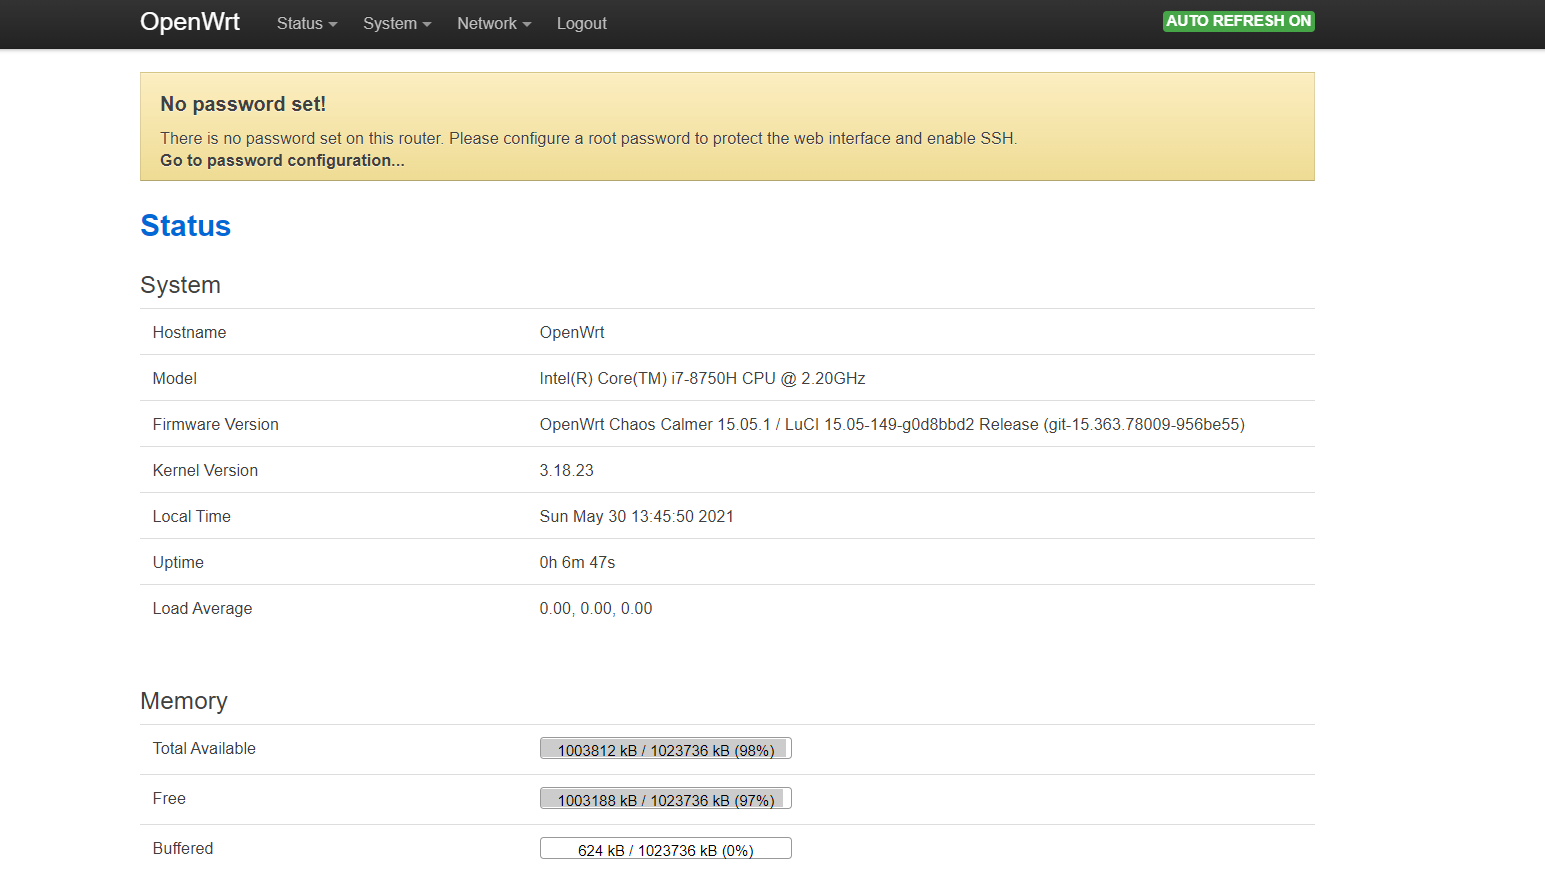 OpenWrt Status System Network Logout AUTO REFRESH ON
No password set!
There is no password set on this router. Please configure a root password to protect the web interface and enable SSH.
Go to password configuration...
Status
System
Hostname OpenWrt
Model Intel(R) Core(TM) i7-8750H CPU @ 2.20GHz
Firmware Version OpenWrt Chaos Calmer 15.05.1 / LuCI 15.05-149-g0d8bbd2 Release (git-15.363.78009-956be55)
Kernel Version 3.18.23
Local Time Sun May 30 13:45:50 2021
Uptime 0h 6m 47s
Load Average 0.00, 0.00, 0.00
Memory
Total Available 1003812 kB / 1023736 kB (98%)
Free 1003188 kB / 1023736 kB (97%)
Buffered 624 kB / 1023736 kB (0%)